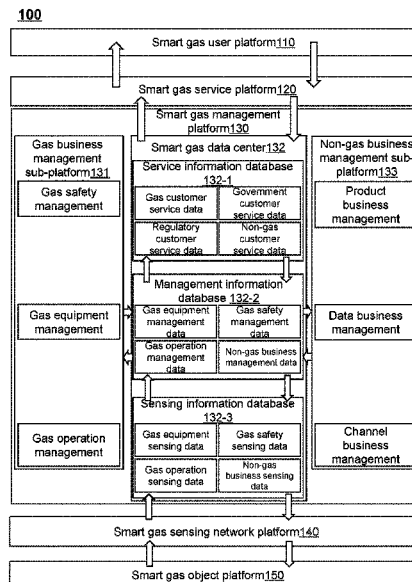 100
Smart gas user platform110
Smart gas service platform120
Smart gas management
platform130
Gas business
management
sub-platform131
Gas safety
management
Gas equipment
management
Gas operation
management
Smart gas data center132
Service information database
132-1
Gas customer
service data
Government
customer
service data
Regulatory
customer
service data
Non-gas customer
service data
Management information
database 132-2
Gas equipment
management
data
Gas safety
management data
Gas operation
management
data
Non-gas business
management data
Sensing information database
132-3
Gas equipment
sensing data
Gas safety
sensing data
Gas operation
sensing data
Non-gas
business sensing
data
Non-gas business
management sub-
platform133
Product
business
management
Data business
management
Channel
business
management
Smart gas sensing network platform140
Smart gas object platform150